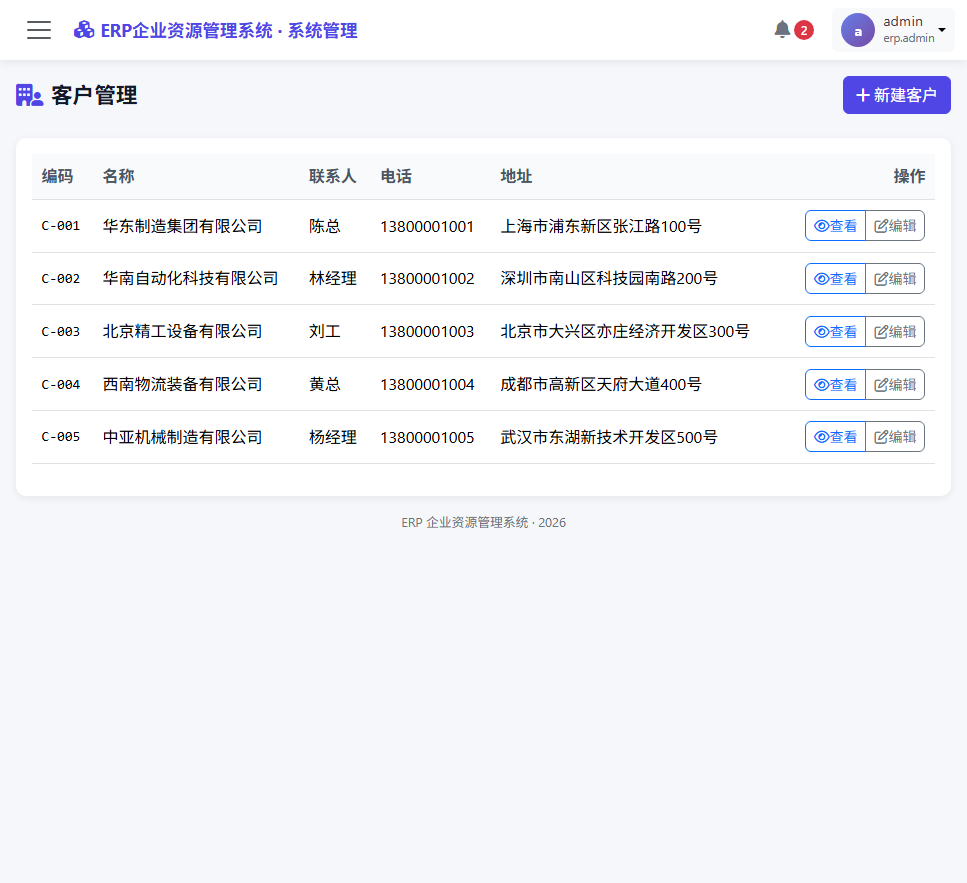 ERP企业资源管理系统 · 系统管理
2
a
admin
erp.admin
客户管理
新建客户
编码 名称 联系人 电话 地址 操作
C-001 华东制造集团有限公司 陈总 13800001001 上海市浦东新区张江路100号 查看 编辑
C-002 华南自动化科技有限公司 林经理 13800001002 深圳市南山区科技园南路200号 查看 编辑
C-003 北京精工设备有限公司 刘工 13800001003 北京市大兴区亦庄经济开发区300号 查看 编辑
C-004 西南物流装备有限公司 黄总 13800001004 成都市高新区天府大道400号 查看 编辑
C-005 中亚机械制造有限公司 杨经理 13800001005 武汉市东湖新技术开发区500号 查看 编辑
ERP 企业资源管理系统 · 2026